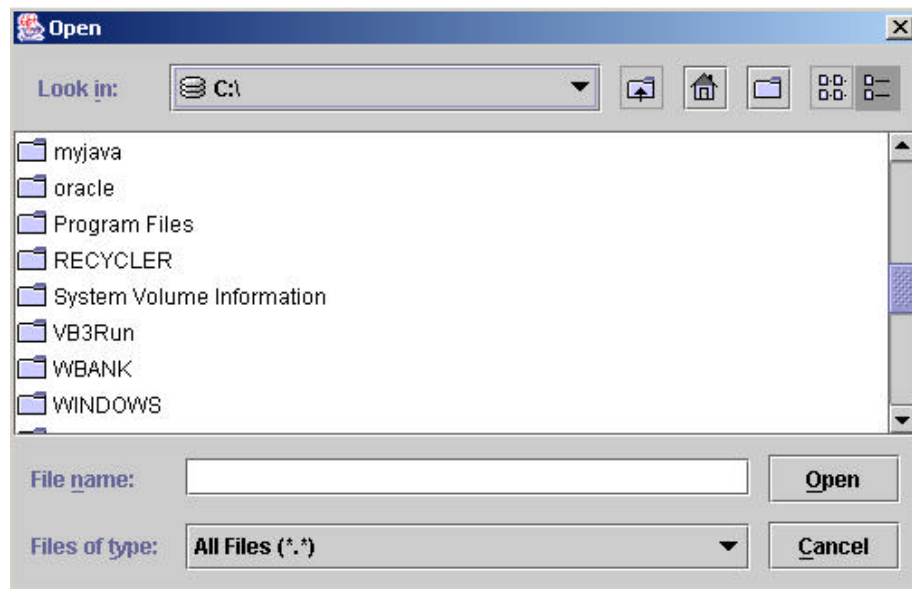 Open
Look in: C:\
myjava
oracle
Program Files
RECYCLER
System Volume Information
VB3Run
WBANK
WINDOWS
File name: Open
Files of type: All Files (*.*) Cancel